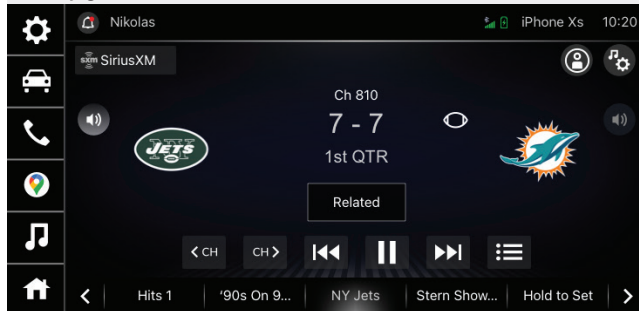 Nikolas
iPhone Xs 10:20
sxm SiriusXM
Ch 810
7 - 7
JETS
1st QTR
Related
CH
CH
Hits 1
'90s On 9...
NY Jets
Stern Show...
Hold to Set